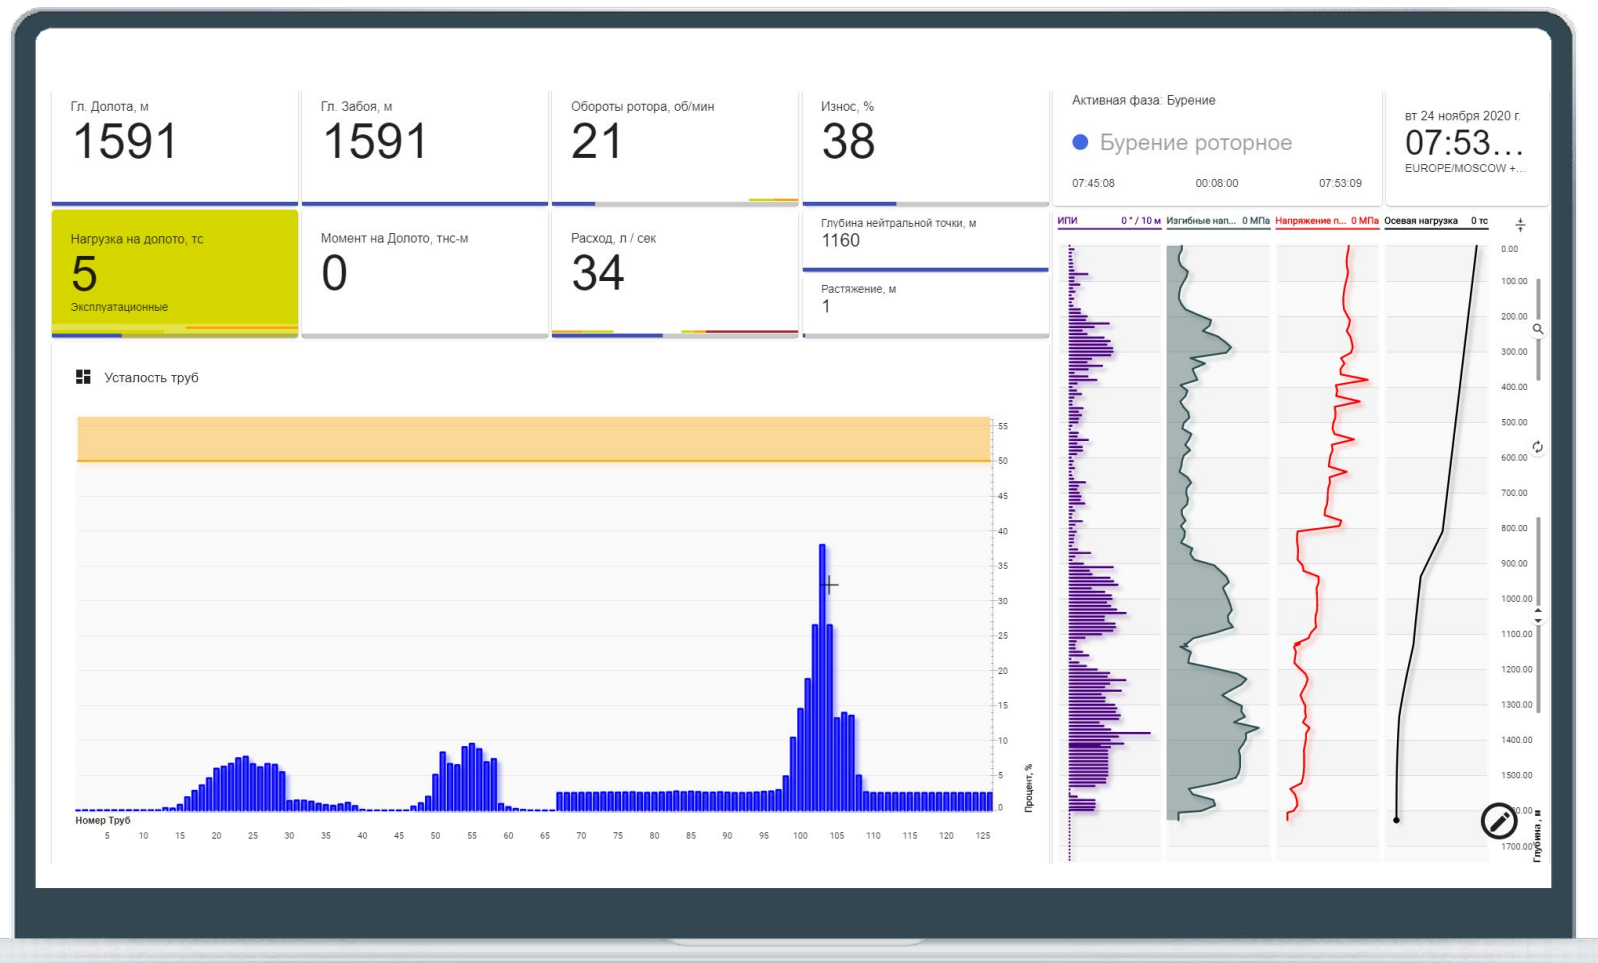 Гл. Долота, м
1591
Гл. Забоя, м
1591
Обороты ротора, об/мин
21
Износ, %
38
Активная фаза: Бурение
Бурение роторное
07:45:08 00:08:00 07:53:09
вт 24 ноября 2020 г.
07:53...
EUROPE/MOSCOW +...
Нагрузка на долото, тс
5
Эксплуатационные
Момент на Долото, тнс-м
0
Расход, л / сек
34
Глубина нейтральной точки, м
1160
Растяжение, м
1
ИПИ 0 ° / 10 м
Изгибные нап... 0 МПа
Напряжение п... 0 МПа
Осевая нагрузка 0 тс
0.00
100.00
200.00
300.00
400.00
500.00
600.00
700.00
800.00
900.00
1000.00
1100.00
1200.00
1300.00
1400.00
1500.00
00.00
1700.00
Глубина, м
Усталость труб
55
50
45
40
35
30
25
20
15
10
5
0
Процент, %
Номер Труб
5 10 15 20 25 30 35 40 45 50 55 60 65 70 75 80 85 90 95 100 105 110 115 120 125